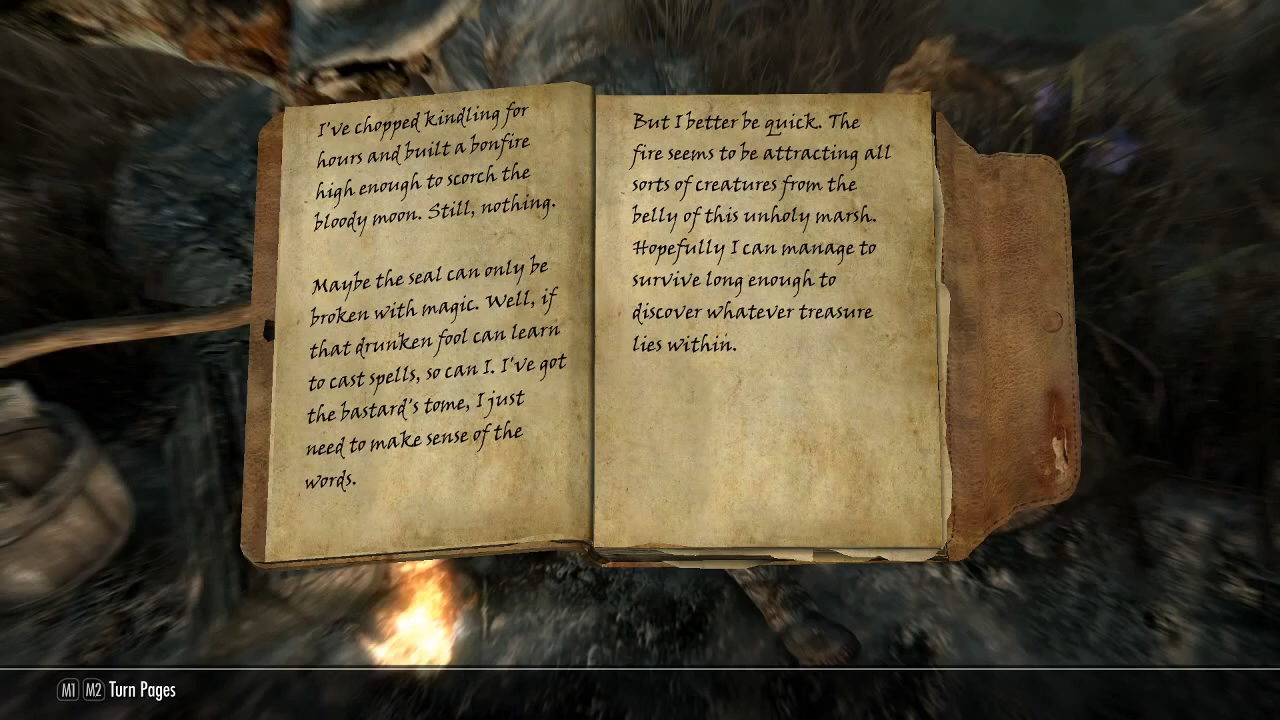 I've chopped kindling for
hours and built a bonfire
high enough to scorch the
bloody moon. Still, nothing.
Maybe the seal can only be
broken with magic. Well, if
that drunken fool can learn
to cast spells, so can I. I've got
the bastard's tome, I just
need to make sense of the
words.
But I better be quick. The
fire seems to be attracting all
sorts of creatures from the
belly of this unholy marsh.
Hopefully I can manage to
survive long enough to
discover whatever treasure
lies within.
M1 M2 Turn Pages